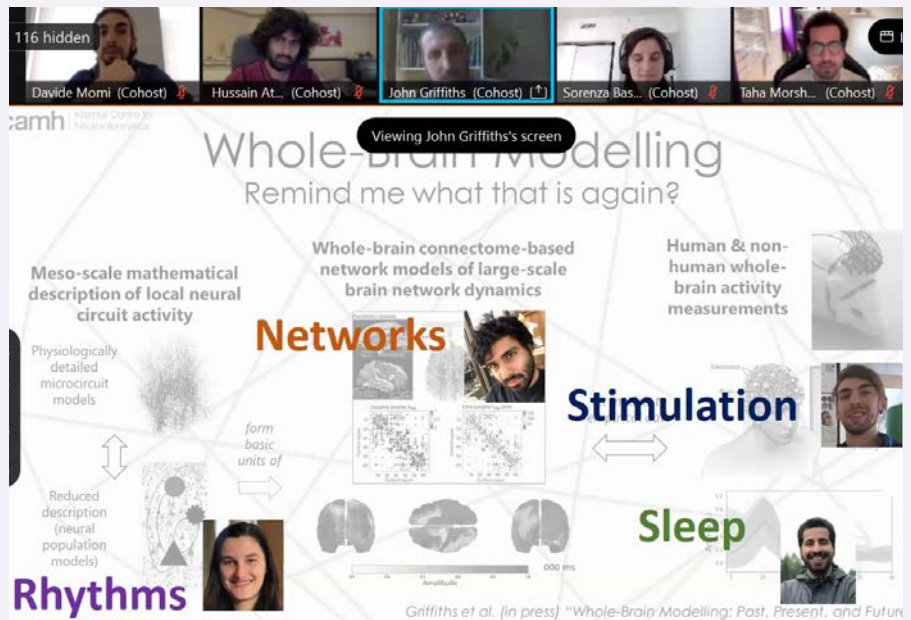 116 hidden
Davide Momi (Cohost)
Hussain At... (Cohost)
John Griffiths (Cohost)
Sorenza Bas... (Cohost)
Taha Morsh... (Cohost)
camh
Viewing John Griffiths's screen
Whole-Brain Modelling
Remind me what that is again?
Meso-scale mathematical
description of local neural
circuit activity
Whole-brain connectome-based
network models of large-scale
brain network dynamics
Human & non-
human whole-
brain activity
measurements
Networks
Physiologically
detailed
microcircuit
models
Stimulation
form
basic
units of
Reduced
description
(neural
population
models)
Sleep
000 ms
Amplitude
Rhythms
Griffiths et al. (in press) "Whole-Brain Modelling: Past, Present, and Future